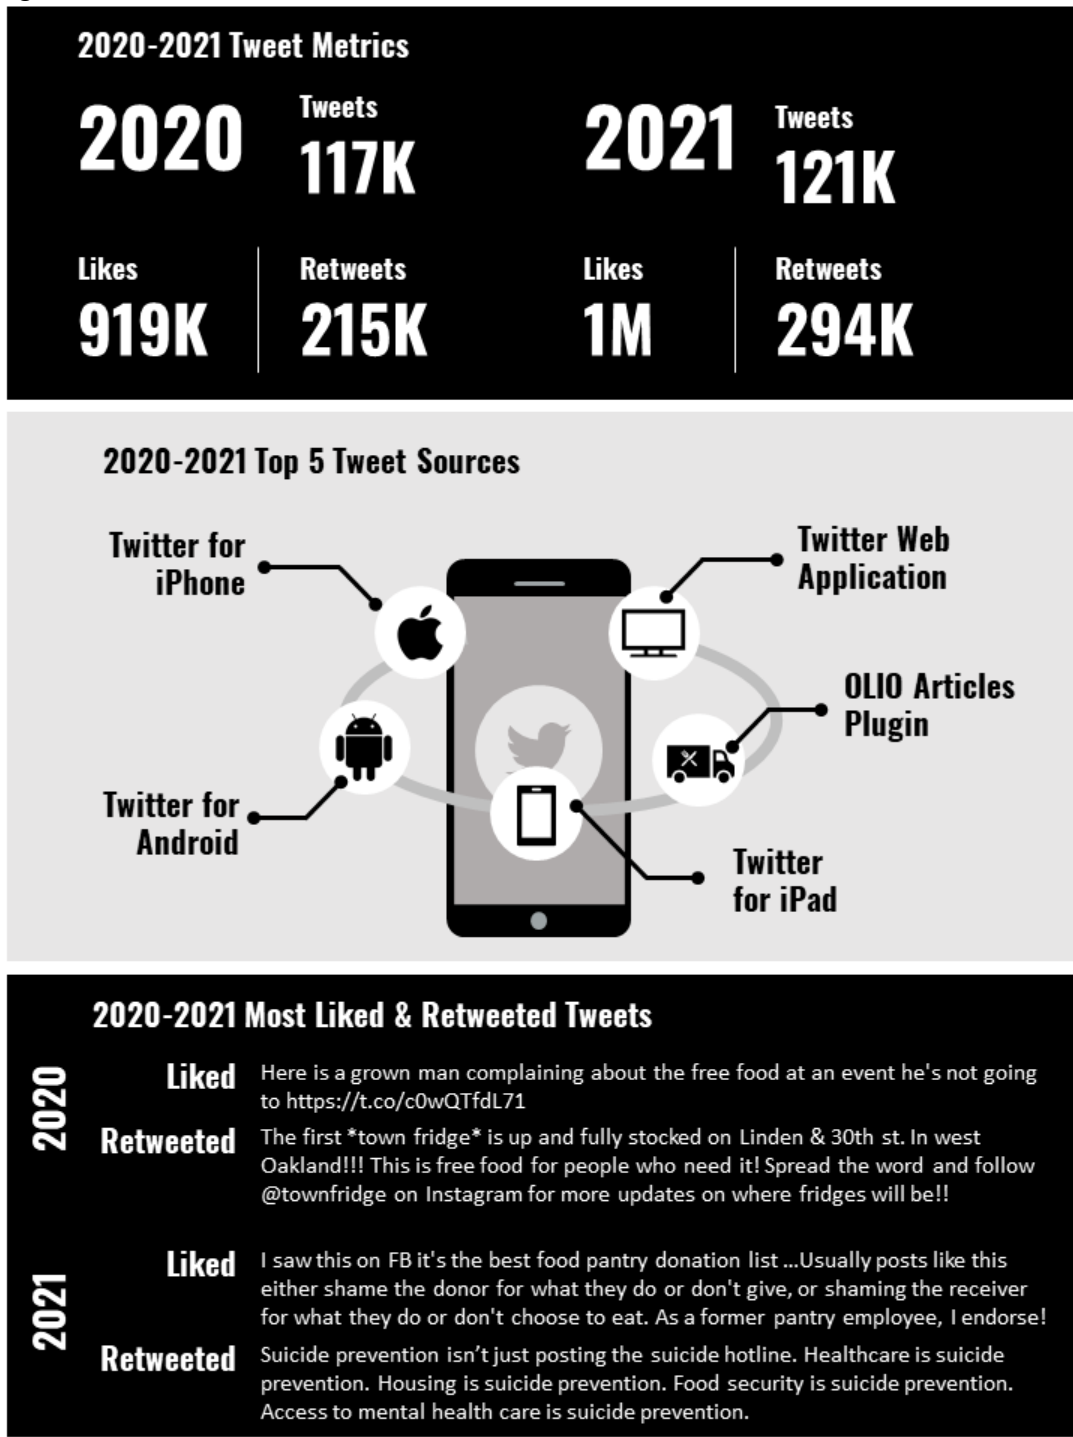 2020-2021 Tweet Metrics
2020
Tweets
117K
Likes
919K
Retweets
215K
2021
Tweets
121K
Likes
1M
Retweets
294K
2020-2021 Top 5 Tweet Sources
Twitter for
iPhone
Twitter Web
Application
OLIO Articles
Plugin
Twitter for
Android
Twitter
for iPad
2020-2021 Most Liked & Retweeted Tweets
2020
Liked
Here is a grown man complaining about the free food at an event he's not going
to https://t.co/c0wQTfdL71
Retweeted
The first *town fridge* is up and fully stocked on Linden & 30th st. In west
Oakland!!! This is free food for people who need it! Spread the word and follow
@townfridge on Instagram for more updates on where fridges will be!!
2021
Liked
I saw this on FB it's the best food pantry donation list ...Usually posts like this
either shame the donor for what they do or don't give, or shaming the receiver
for what they do or don't choose to eat. As a former pantry employee, I endorse!
Retweeted
Suicide prevention isn’t just posting the suicide hotline. Healthcare is suicide
prevention. Housing is suicide prevention. Food security is suicide prevention.
Access to mental health care is suicide prevention.